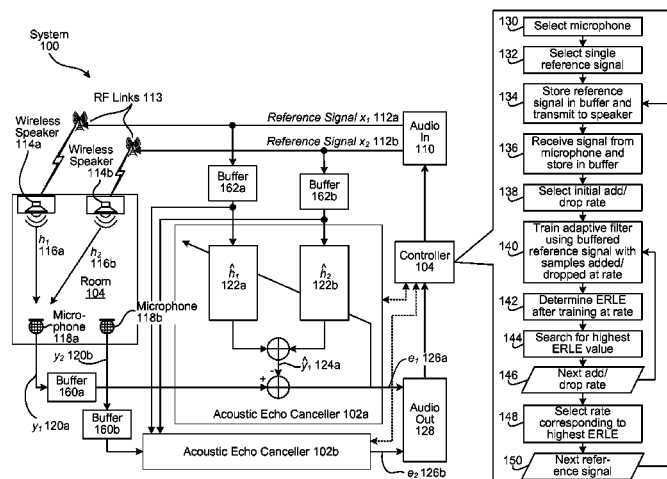 System
100
RF Links 113
Wireless
Speaker
114a
Wireless
Speaker
114b
Reference Signal x1 112a
Reference Signal x2 112b
Audio
In
110
Buffer
162a
Buffer
162b
h1
116a
h2
116b
Room
104
Micro-
phone
118a
Microphone
118b
ĥ1
122a
ĥ2
122b
Controller
104
y2 120b
ŷ1 124a
e1 126a
-
+
Buffer
160a
Buffer
160b
y1 120a
Acoustic Echo Canceller 102a
Acoustic Echo Canceller 102b
Audio
Out
128
e2 126b
130
Select microphone
132
Select single
reference signal
134
Store reference
signal in buffer and
transmit to speaker
136
Receive signal from
microphone and
store in buffer
138
Select initial add/
drop rate
140
Train adaptive filter
using buffered
reference signal with
samples added/
dropped at rate
142
Determine ERLE
after training at rate
144
Search for highest
ERLE value
146
Next add/
drop rate
148
Select rate
corresponding to
highest ERLE
150
Next refer-
ence signal